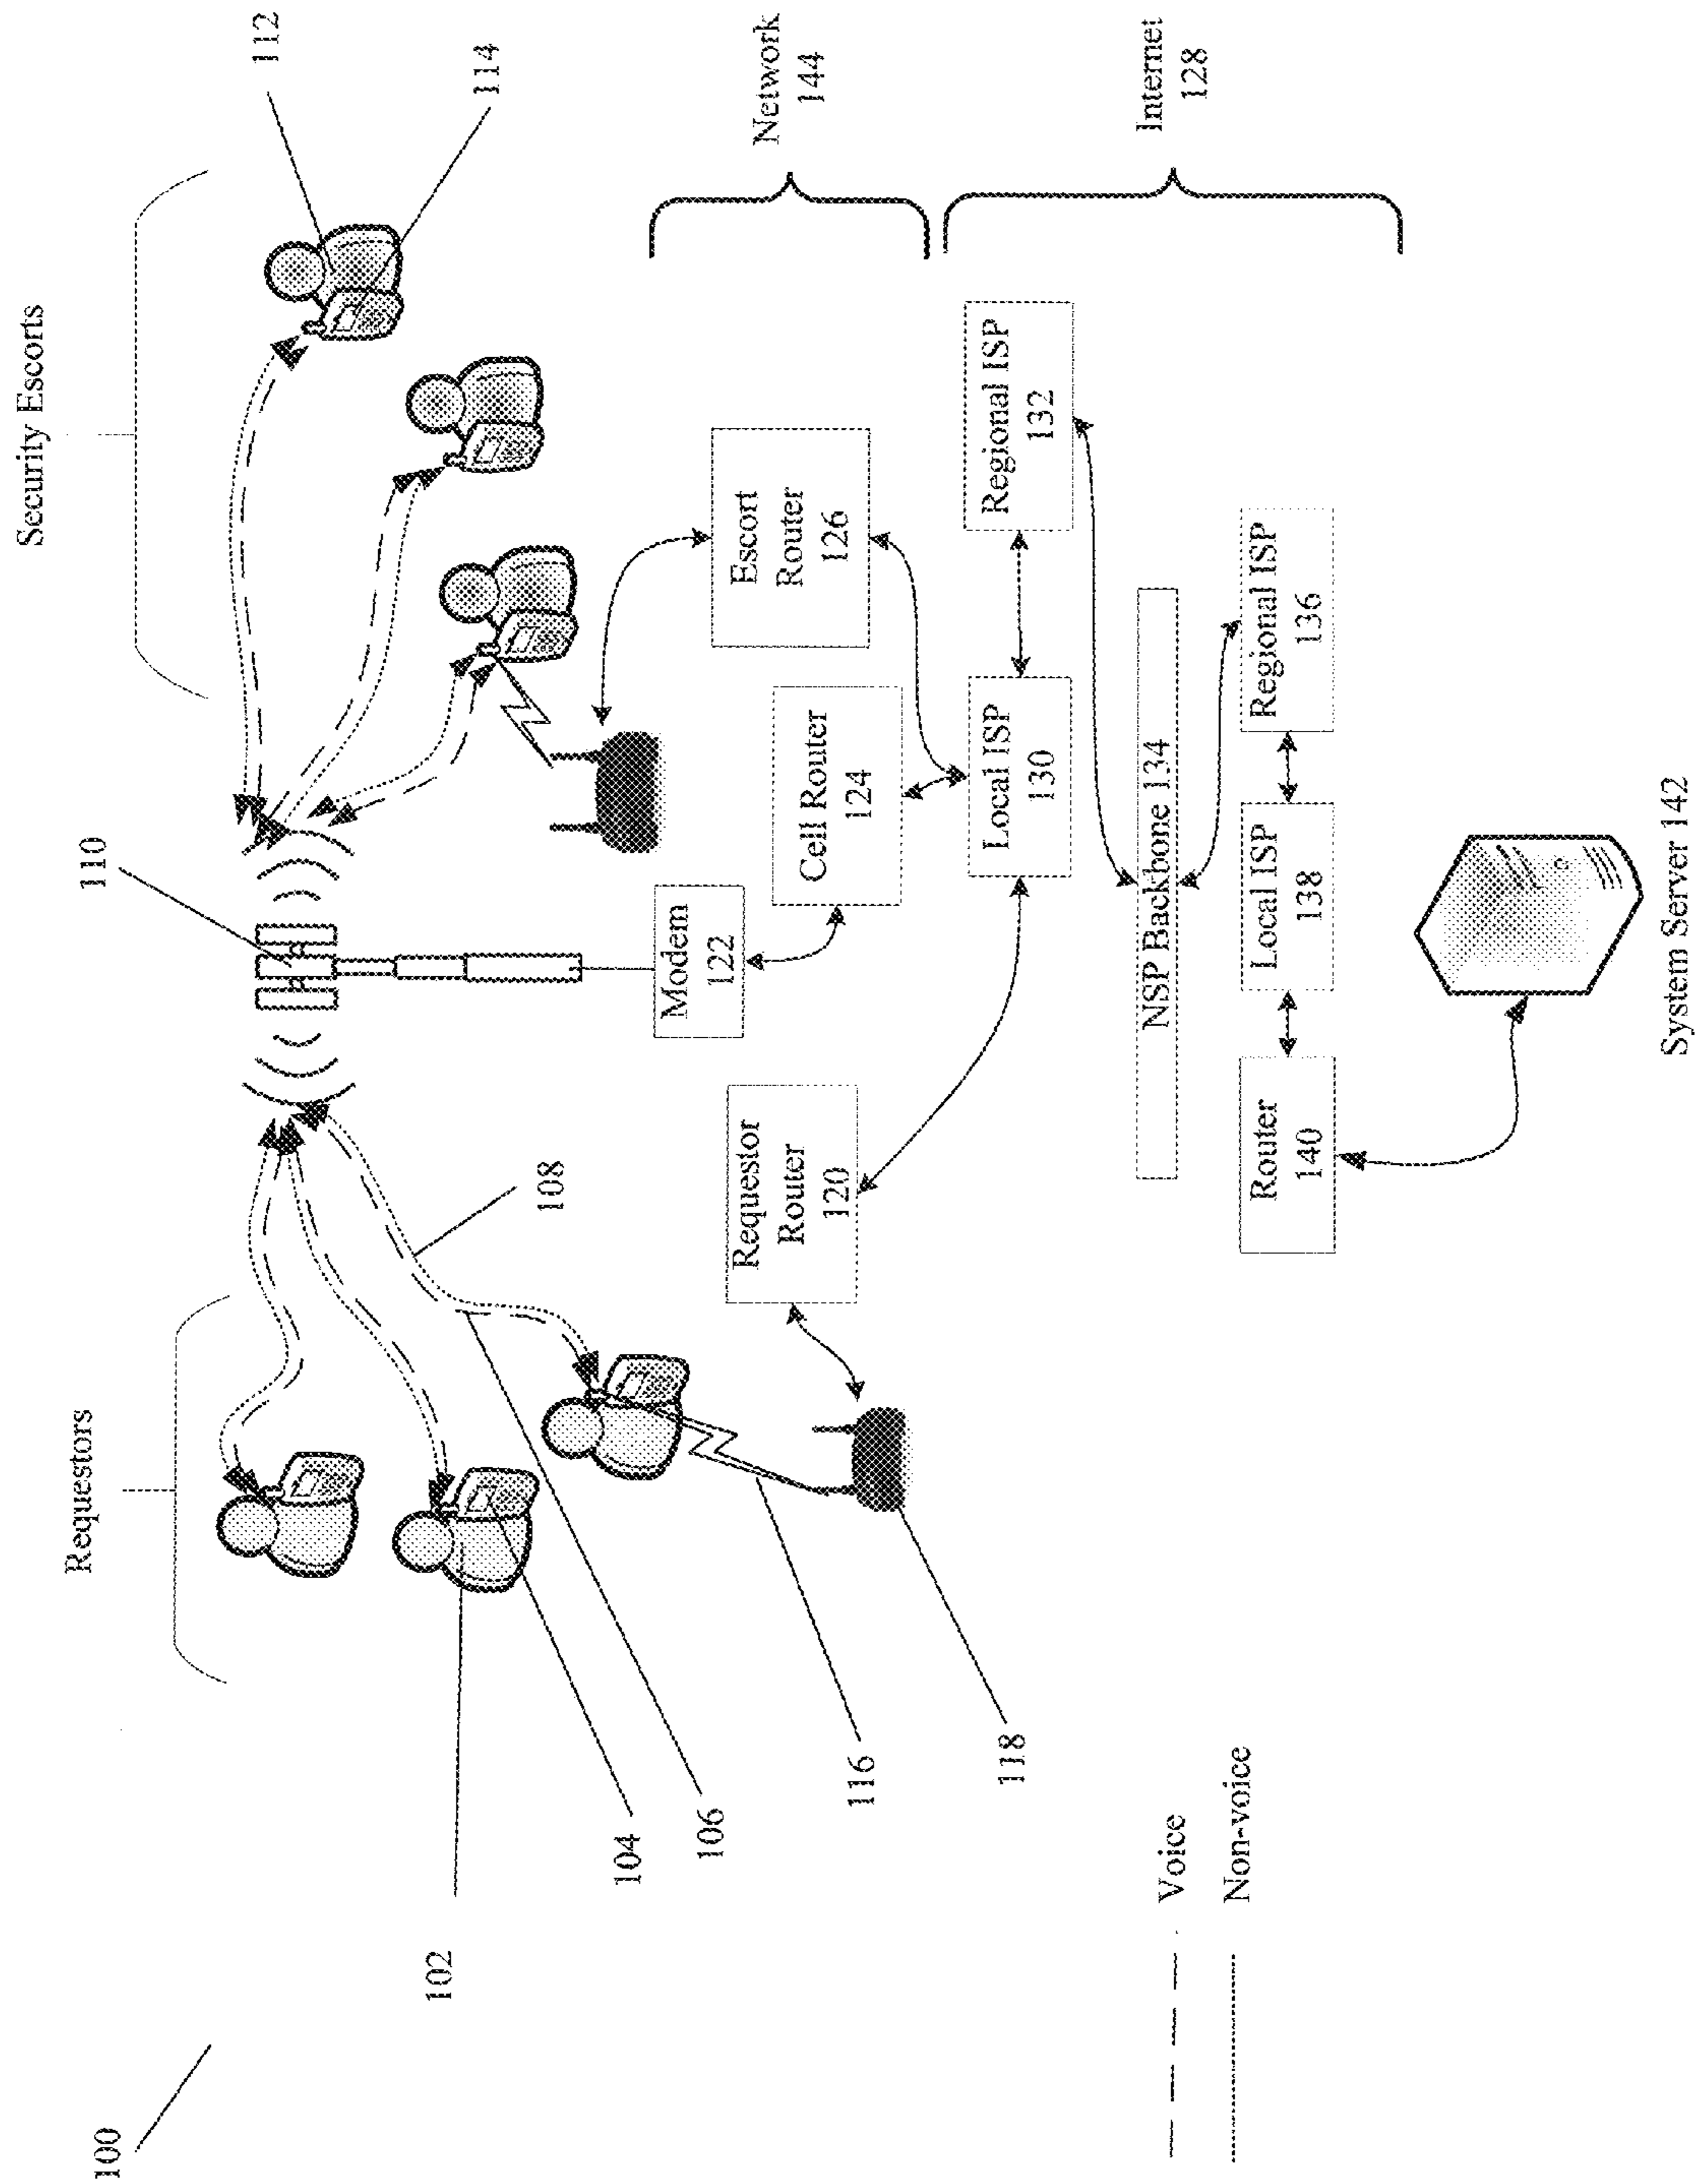 100
Requestors
Security Escorts
110
112
114
102
104
106
108
116
118
Requestor
Router
120
Modem
122
Cell Router
124
Escort
Router
126
Network
144
Local ISP
130
Regional ISP
132
Internet
128
NSP Backbone 134
Router
140
Local ISP
138
Regional ISP
136
System Server 142
Voice
Non-voice